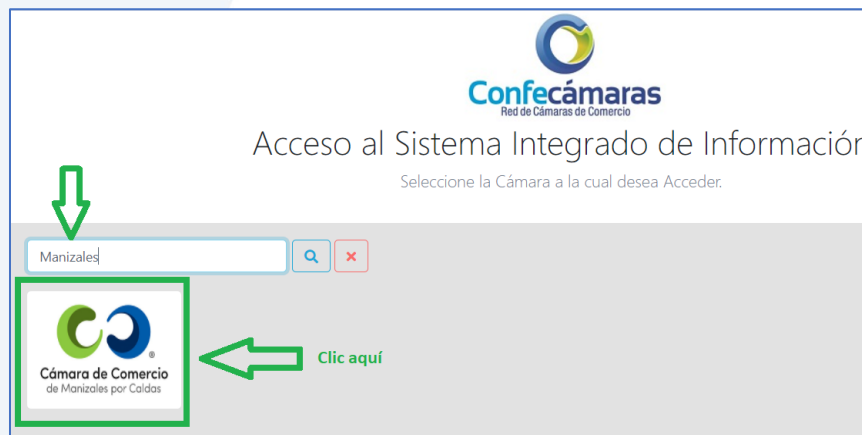 Confecámaras
Red de Cámaras de Comercio
Acceso al Sistema Integrado de Información
Seleccione la Cámara a la cual desea Acceder.
Manizales
Cámara de Comercio
de Manizales por Caldas
Clic aquí